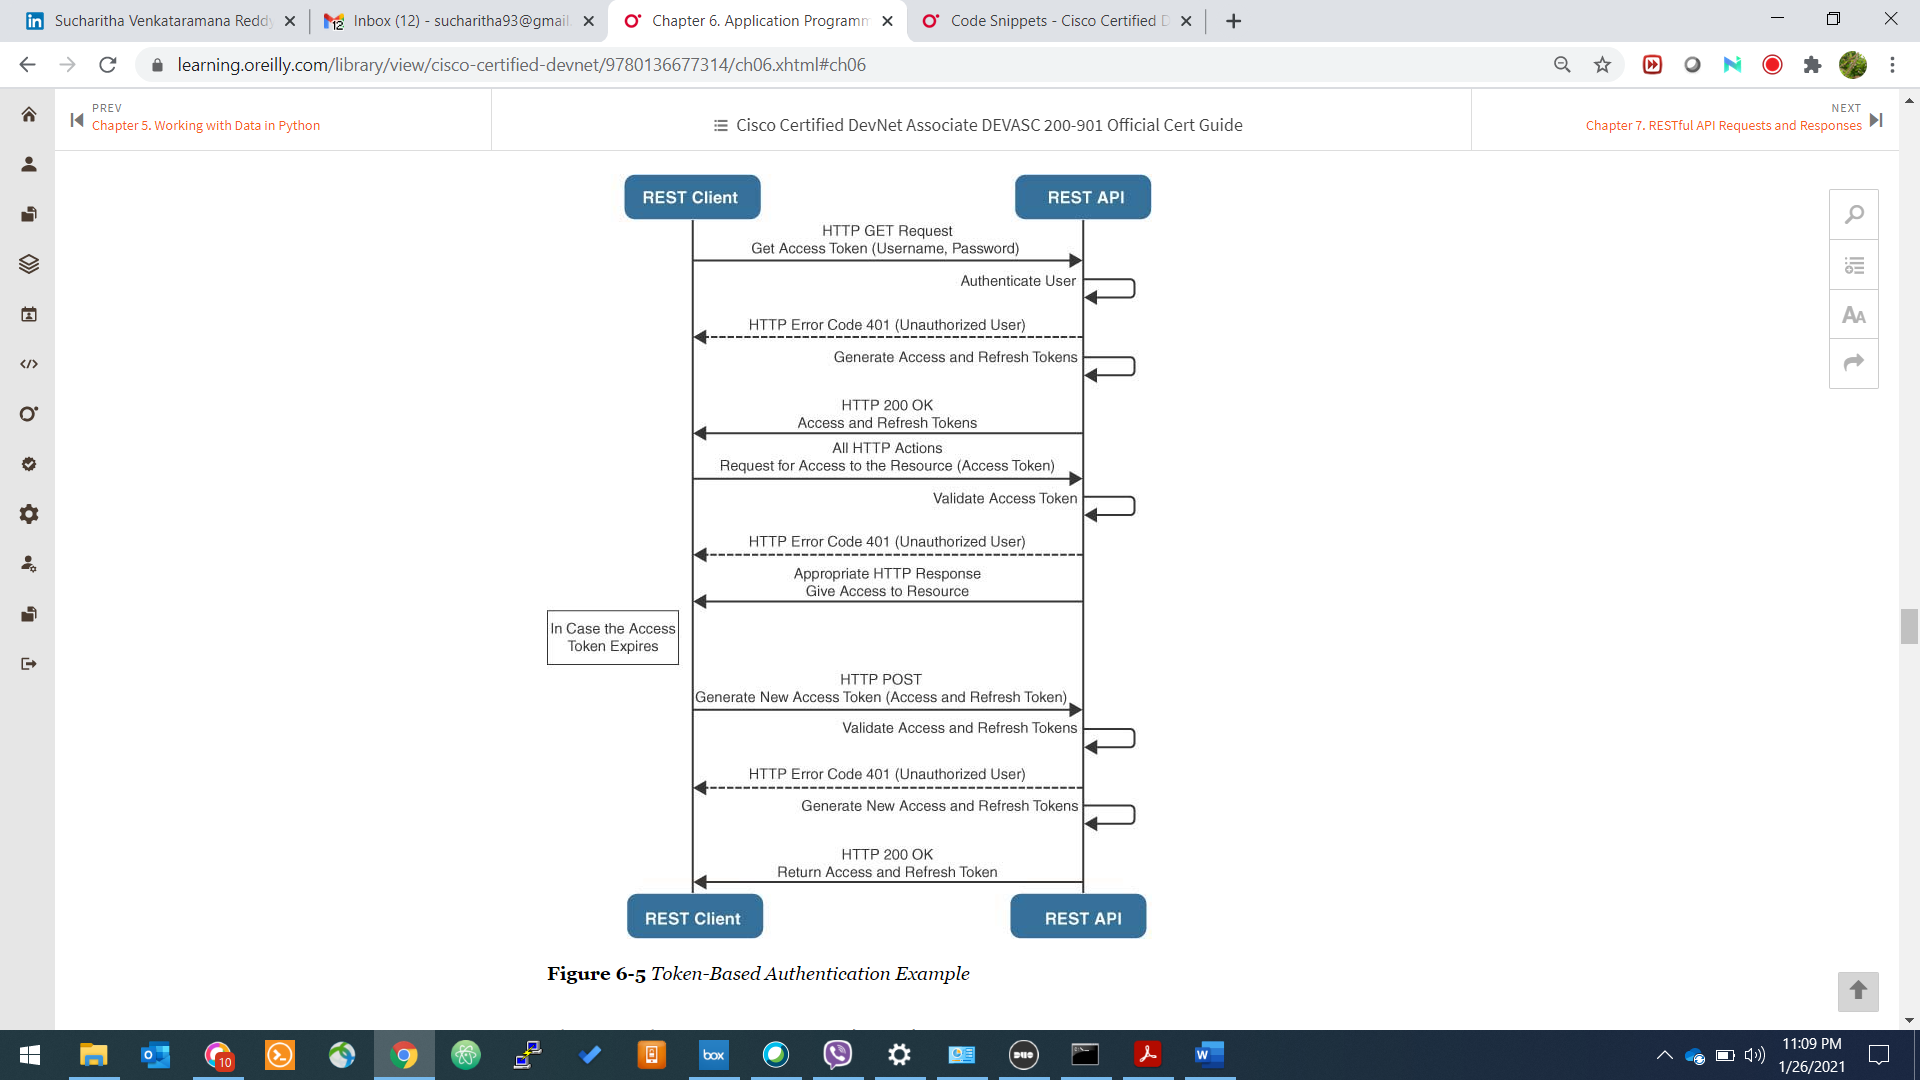 Sucharitha Venkataramana Reddy
Inbox (12) - sucharitha93@gmail
Chapter 6. Application Programm
Code Snippets - Cisco Certified D
learning.oreilly.com/library/view/cisco-certified-devnet/9780136677314/ch06.xhtml#ch06
PREV
Chapter 5. Working with Data in Python
Cisco Certified DevNet Associate DEVASC 200-901 Official Cert Guide
NEXT
Chapter 7. RESTful API Requests and Responses
REST Client
REST API
HTTP GET Request
Get Access Token (Username, Password)
Authenticate User
HTTP Error Code 401 (Unauthorized User)
Generate Access and Refresh Tokens
HTTP 200 OK
Access and Refresh Tokens
All HTTP Actions
Request for Access to the Resource (Access Token)
Validate Access Token
HTTP Error Code 401 (Unauthorized User)
Appropriate HTTP Response
Give Access to Resource
In Case the Access
Token Expires
HTTP POST
Generate New Access Token (Access and Refresh Token)
Validate Access and Refresh Tokens
HTTP Error Code 401 (Unauthorized User)
Generate New Access and Refresh Tokens
HTTP 200 OK
Return Access and Refresh Token
REST Client
REST API
Figure 6-5 Token-Based Authentication Example
AA
10
box
DUO
11:09 PM
1/26/2021